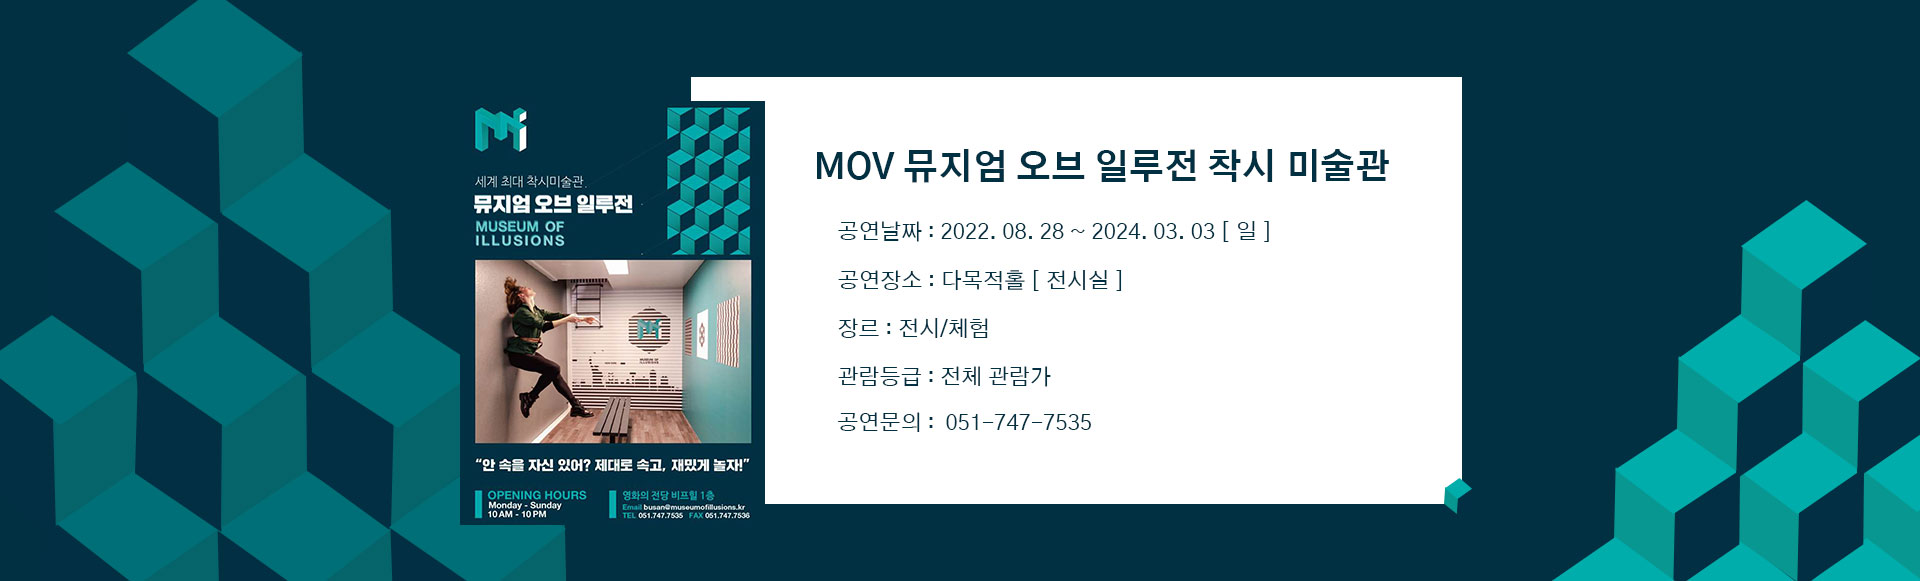 세계 최대 착시미술관
뮤지엄 오브 일루전
MUSEUM OF
ILLUSIONS
MUSEUM OF
ILLUSIONS
“안 속을 자신 있어? 제대로 속고, 재밌게 놀자!”
OPENING HOURS
Monday - Sunday
10 AM - 10 PM
영화의 전당 비프힐 1층
Email busan@museumofillusions.kr
TEL 051.747.7535 FAX 051.747.7536
MOV 뮤지엄 오브 일루전 착시 미술관
공연날짜 : 2022. 08. 28 ~ 2024. 03. 03 [ 일 ]
공연장소 : 다목적홀 [ 전시실 ]
장르 : 전시/체험
관람등급 : 전체 관람가
공연문의 : 051-747-7535